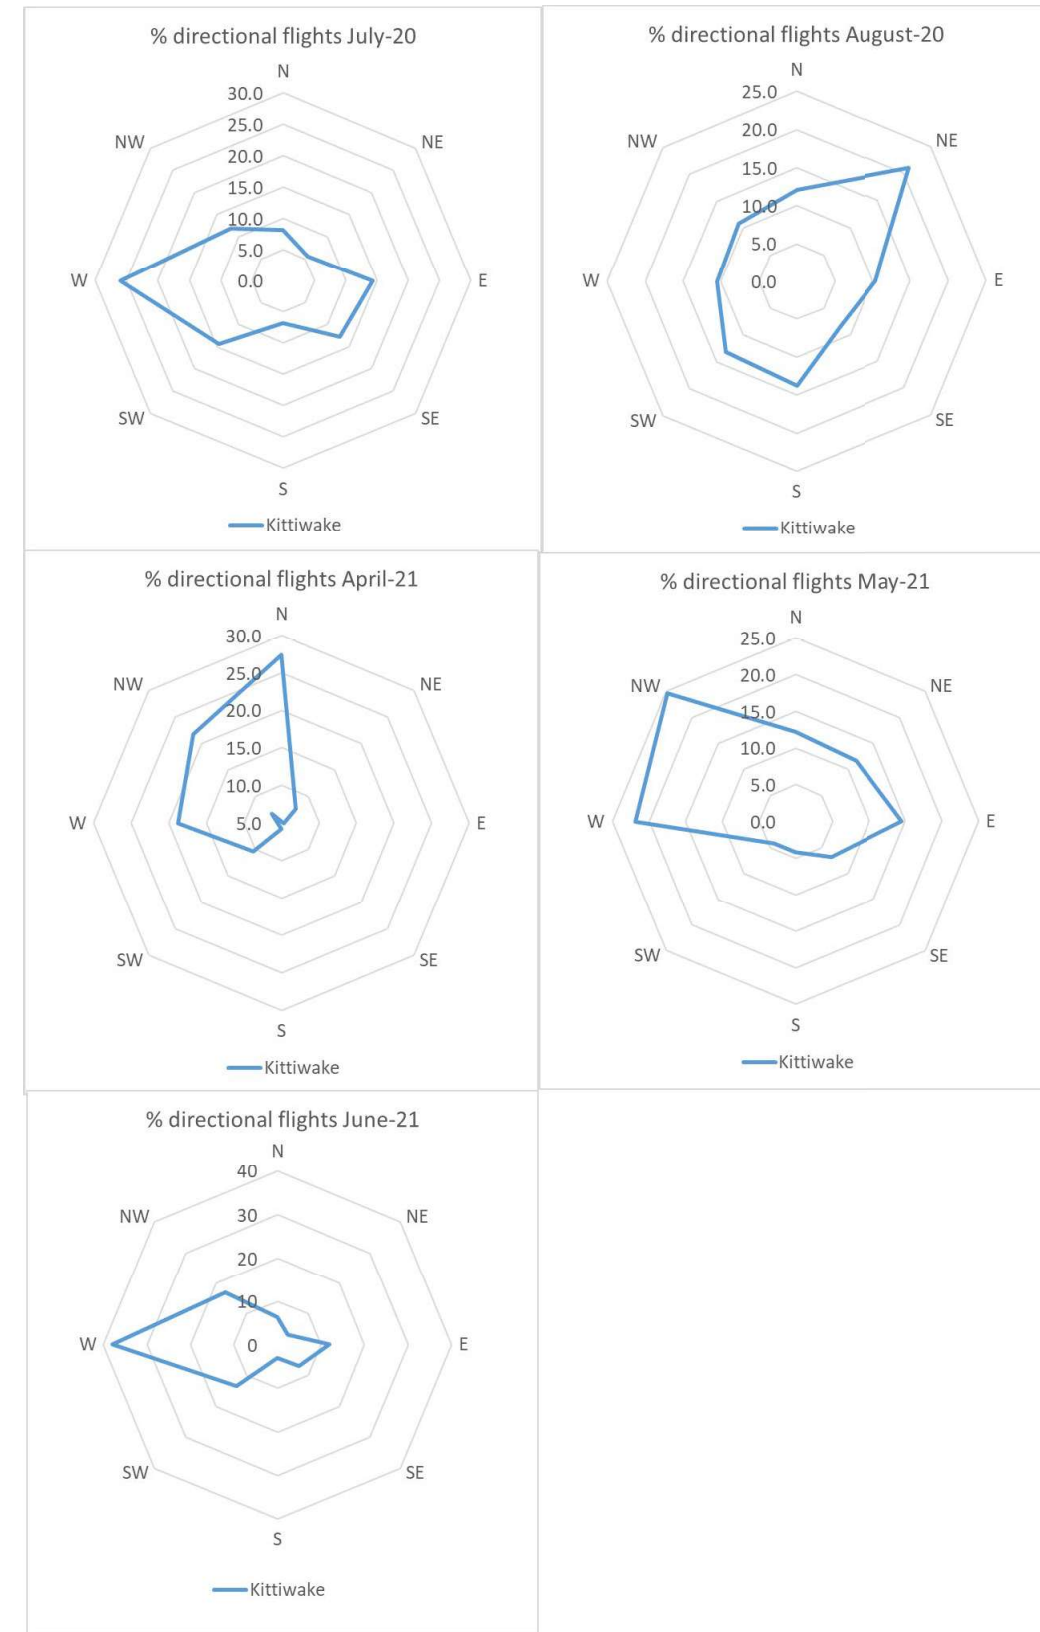 % directional flights July-20
N
30.0
25.0
NW
NE
20.0
15.0
10.0
5.0
W
0.0
E
SW
SE
S
Kittiwake
% directional flights August-20
N
25.0
20.0
NW
NE
15.0
10.0
5.0
W
0.0
E
SW
SE
S
Kittiwake
% directional flights April-21
N
30.0
25.0
NW
NE
20.0
15.0
10.0
W
5.0
E
SW
SE
S
Kittiwake
% directional flights May-21
N
25.0
20.0
NW
NE
15.0
10.0
5.0
W
0.0
E
SW
SE
S
Kittiwake
% directional flights June-21
N
40
30
NW
NE
20
10
W
0
E
SW
SE
S
Kittiwake